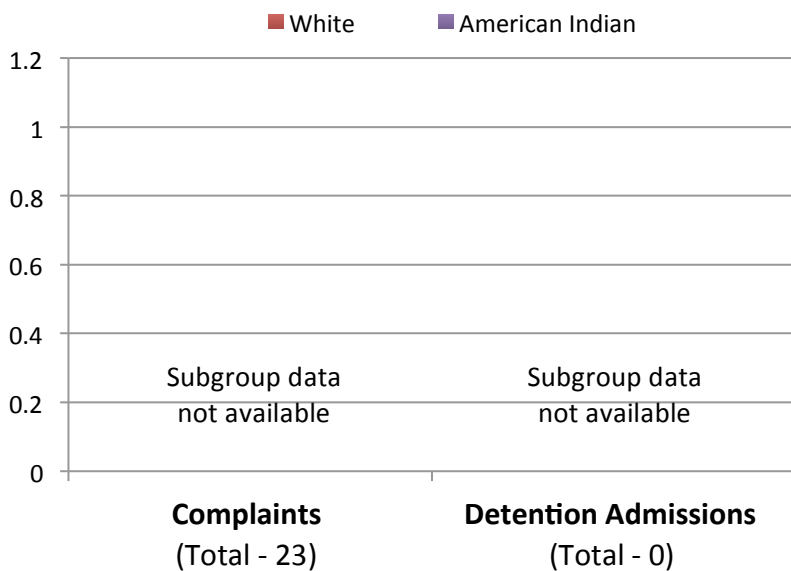 White American Indian
1.2
1
0.8
0.6
0.4
0.2
0
Subgroup data
not available
Subgroup data
not available
Complaints
(Total - 23)
Detention Admissions
(Total - 0)